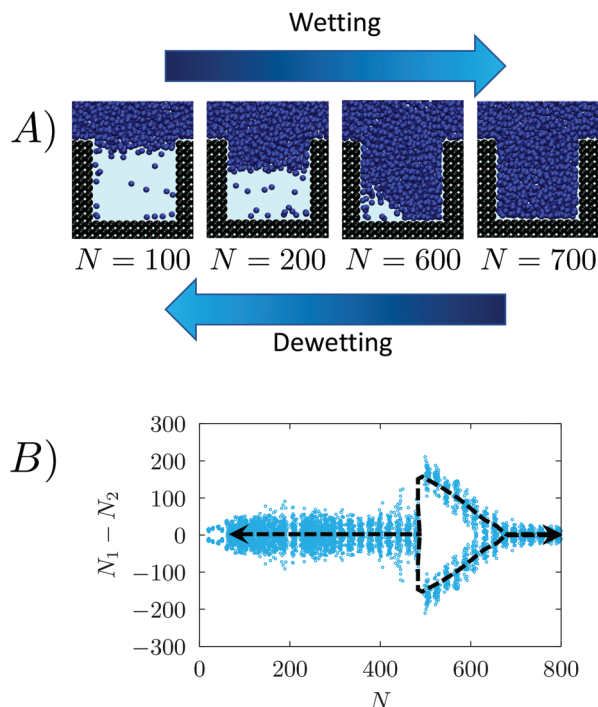 Wetting
A)
N = 100 N = 200 N = 600 N = 700
Dewetting
B)
300
200
100
0
−100
−200
−300
N₁ − N₂
0 200 400 600 800
N